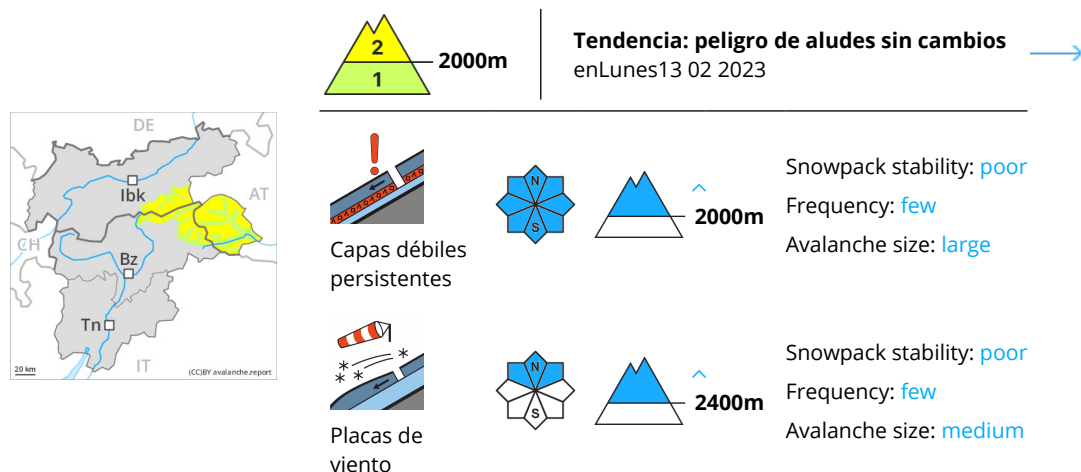 2
1
2000m
Tendencia: peligro de aludes sin cambios
enLunes13 02 2023
DE
Ibk
AT
CH
Bz
Tn
IT
20 km
(CC)BY avalanche.report
Capas débiles
persistentes
N
S
2000m
Snowpack stability: poor
Frequency: few
Avalanche size: large
Placas de
viento
N
S
2400m
Snowpack stability: poor
Frequency: few
Avalanche size: medium